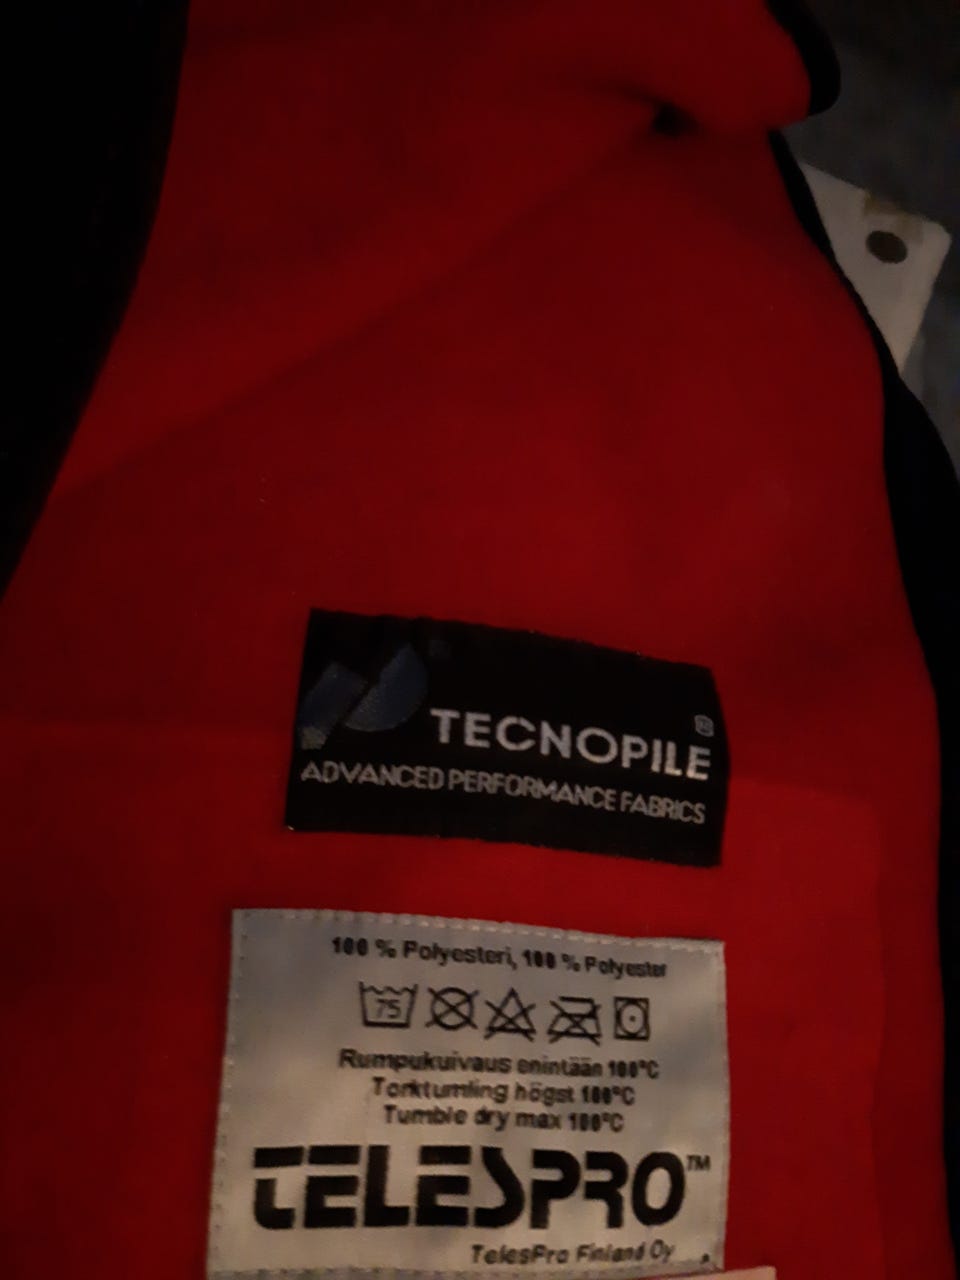 TECNOPILE ®
ADVANCED PERFORMANCE FABRICS
100 % Polyesteri, 100 % Polyester
75
Rumpukuivaus enintään 100°C
Torktumling högst 100°C
Tumble dry max 100°C
TELESPRO™
TelesPro Finland Oy